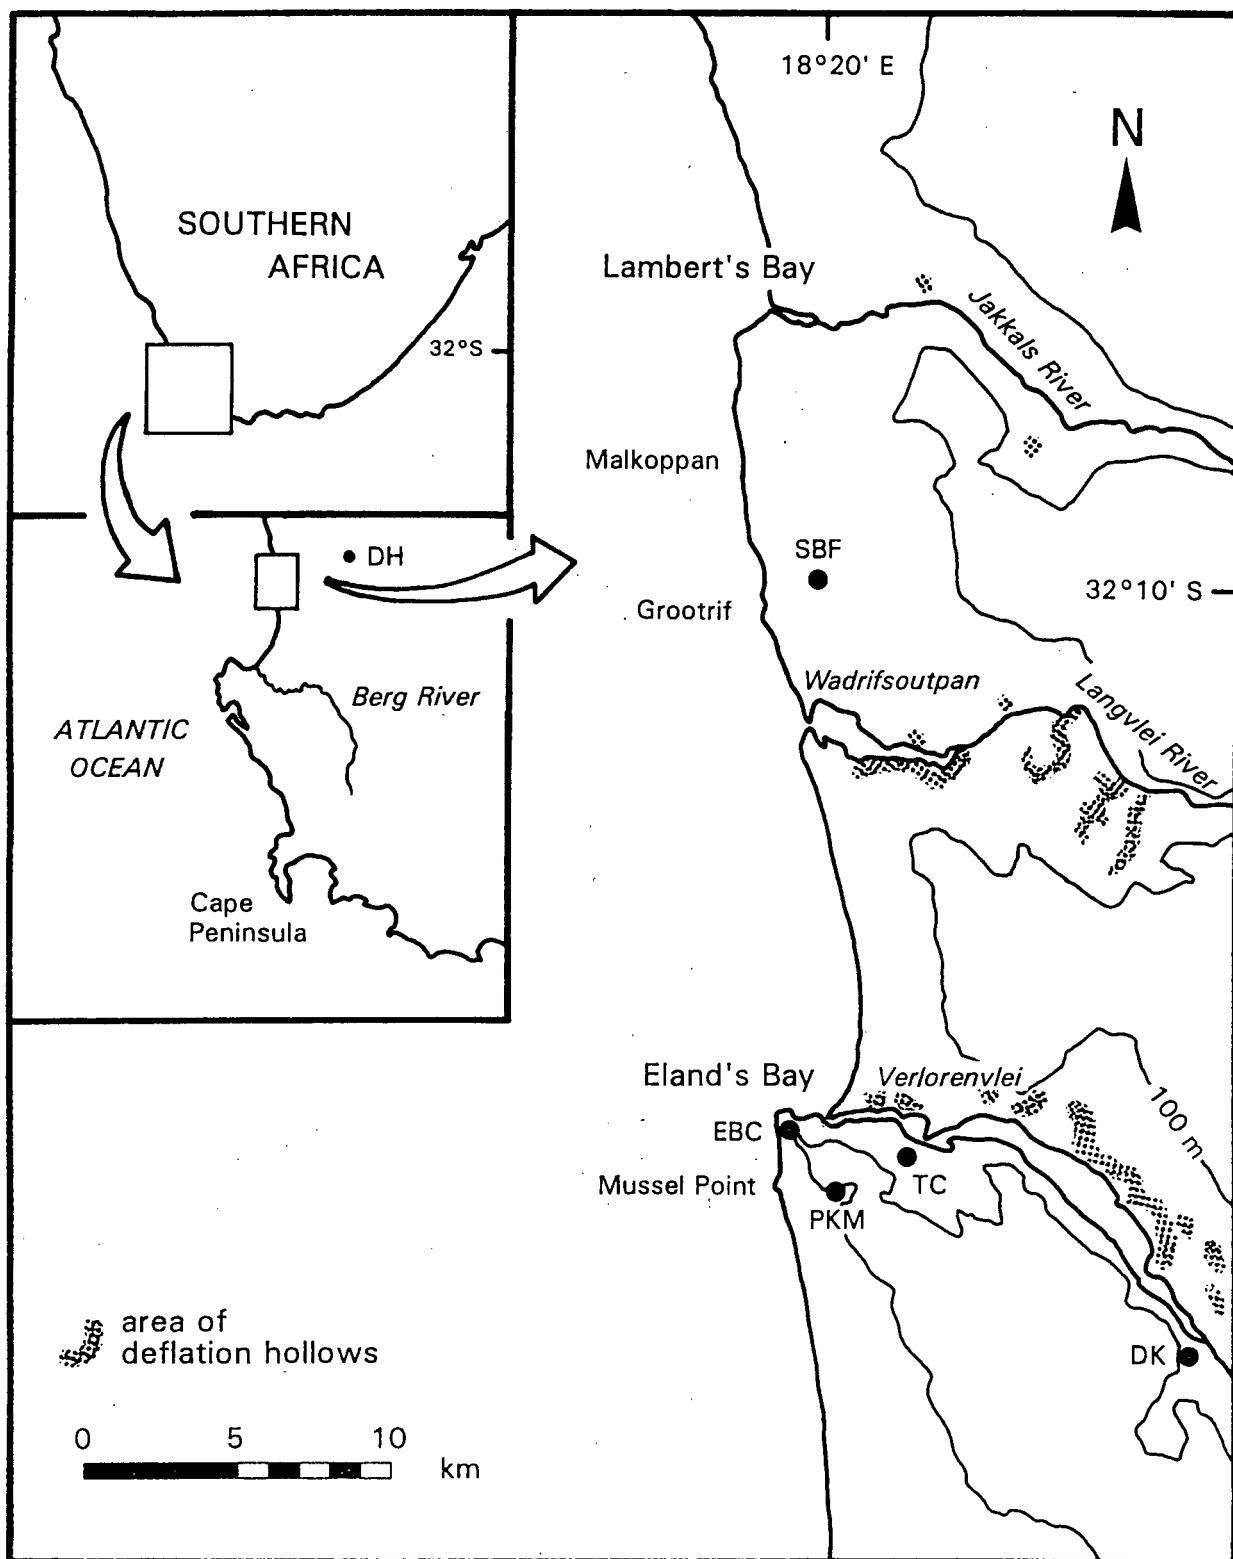 SOUTHERN
AFRICA
32°S
DH
Berg River
ATLANTIC
OCEAN
Cape
Peninsula
18°20' E
N
Lambert's Bay
Jakkals River
Malkoppan
SBF
32°10' S
Grootrif
Wadrifsoutpan
Langvlei River
Eland's Bay
Verlorenvlei
100 m
EBC
TC
Mussel Point
PKM
DK
area of
deflation hollows
0 5 10
km